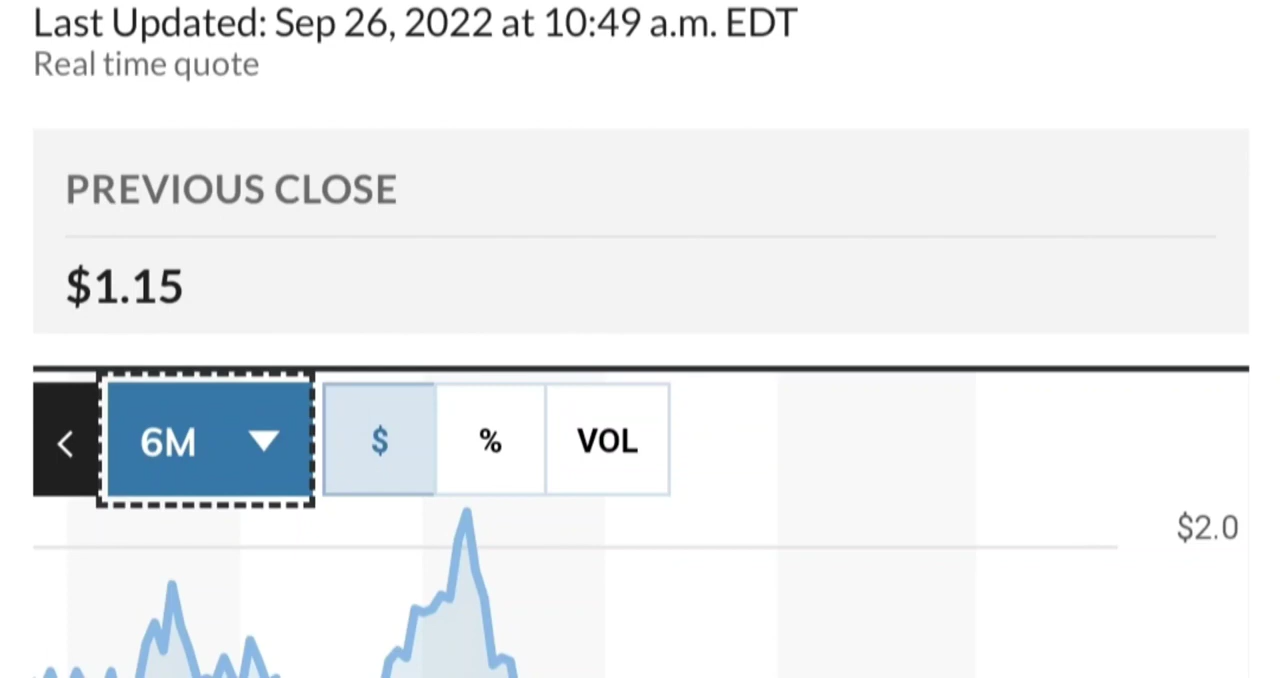 Last Updated: Sep 26, 2022 at 10:49 a.m. EDT
Real time quote
PREVIOUS CLOSE
$1.15
6M $ % VOL
$2.0